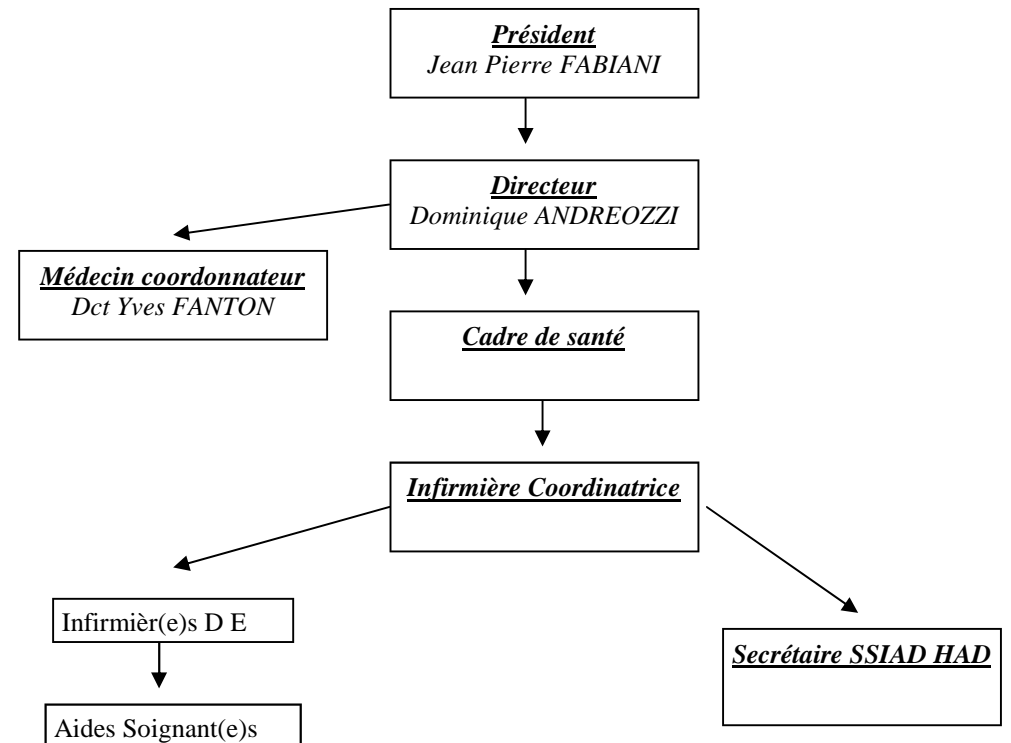 Président
Jean Pierre FABIANI
Directeur
Dominique ANDREOZZI
Médecin coordonnateur
Dct Yves FANTON
Cadre de santé
Infirmière Coordinatrice
Infirmièr(e)s D E
Secrétaire SSIAD HAD
Aides Soignant(e)s